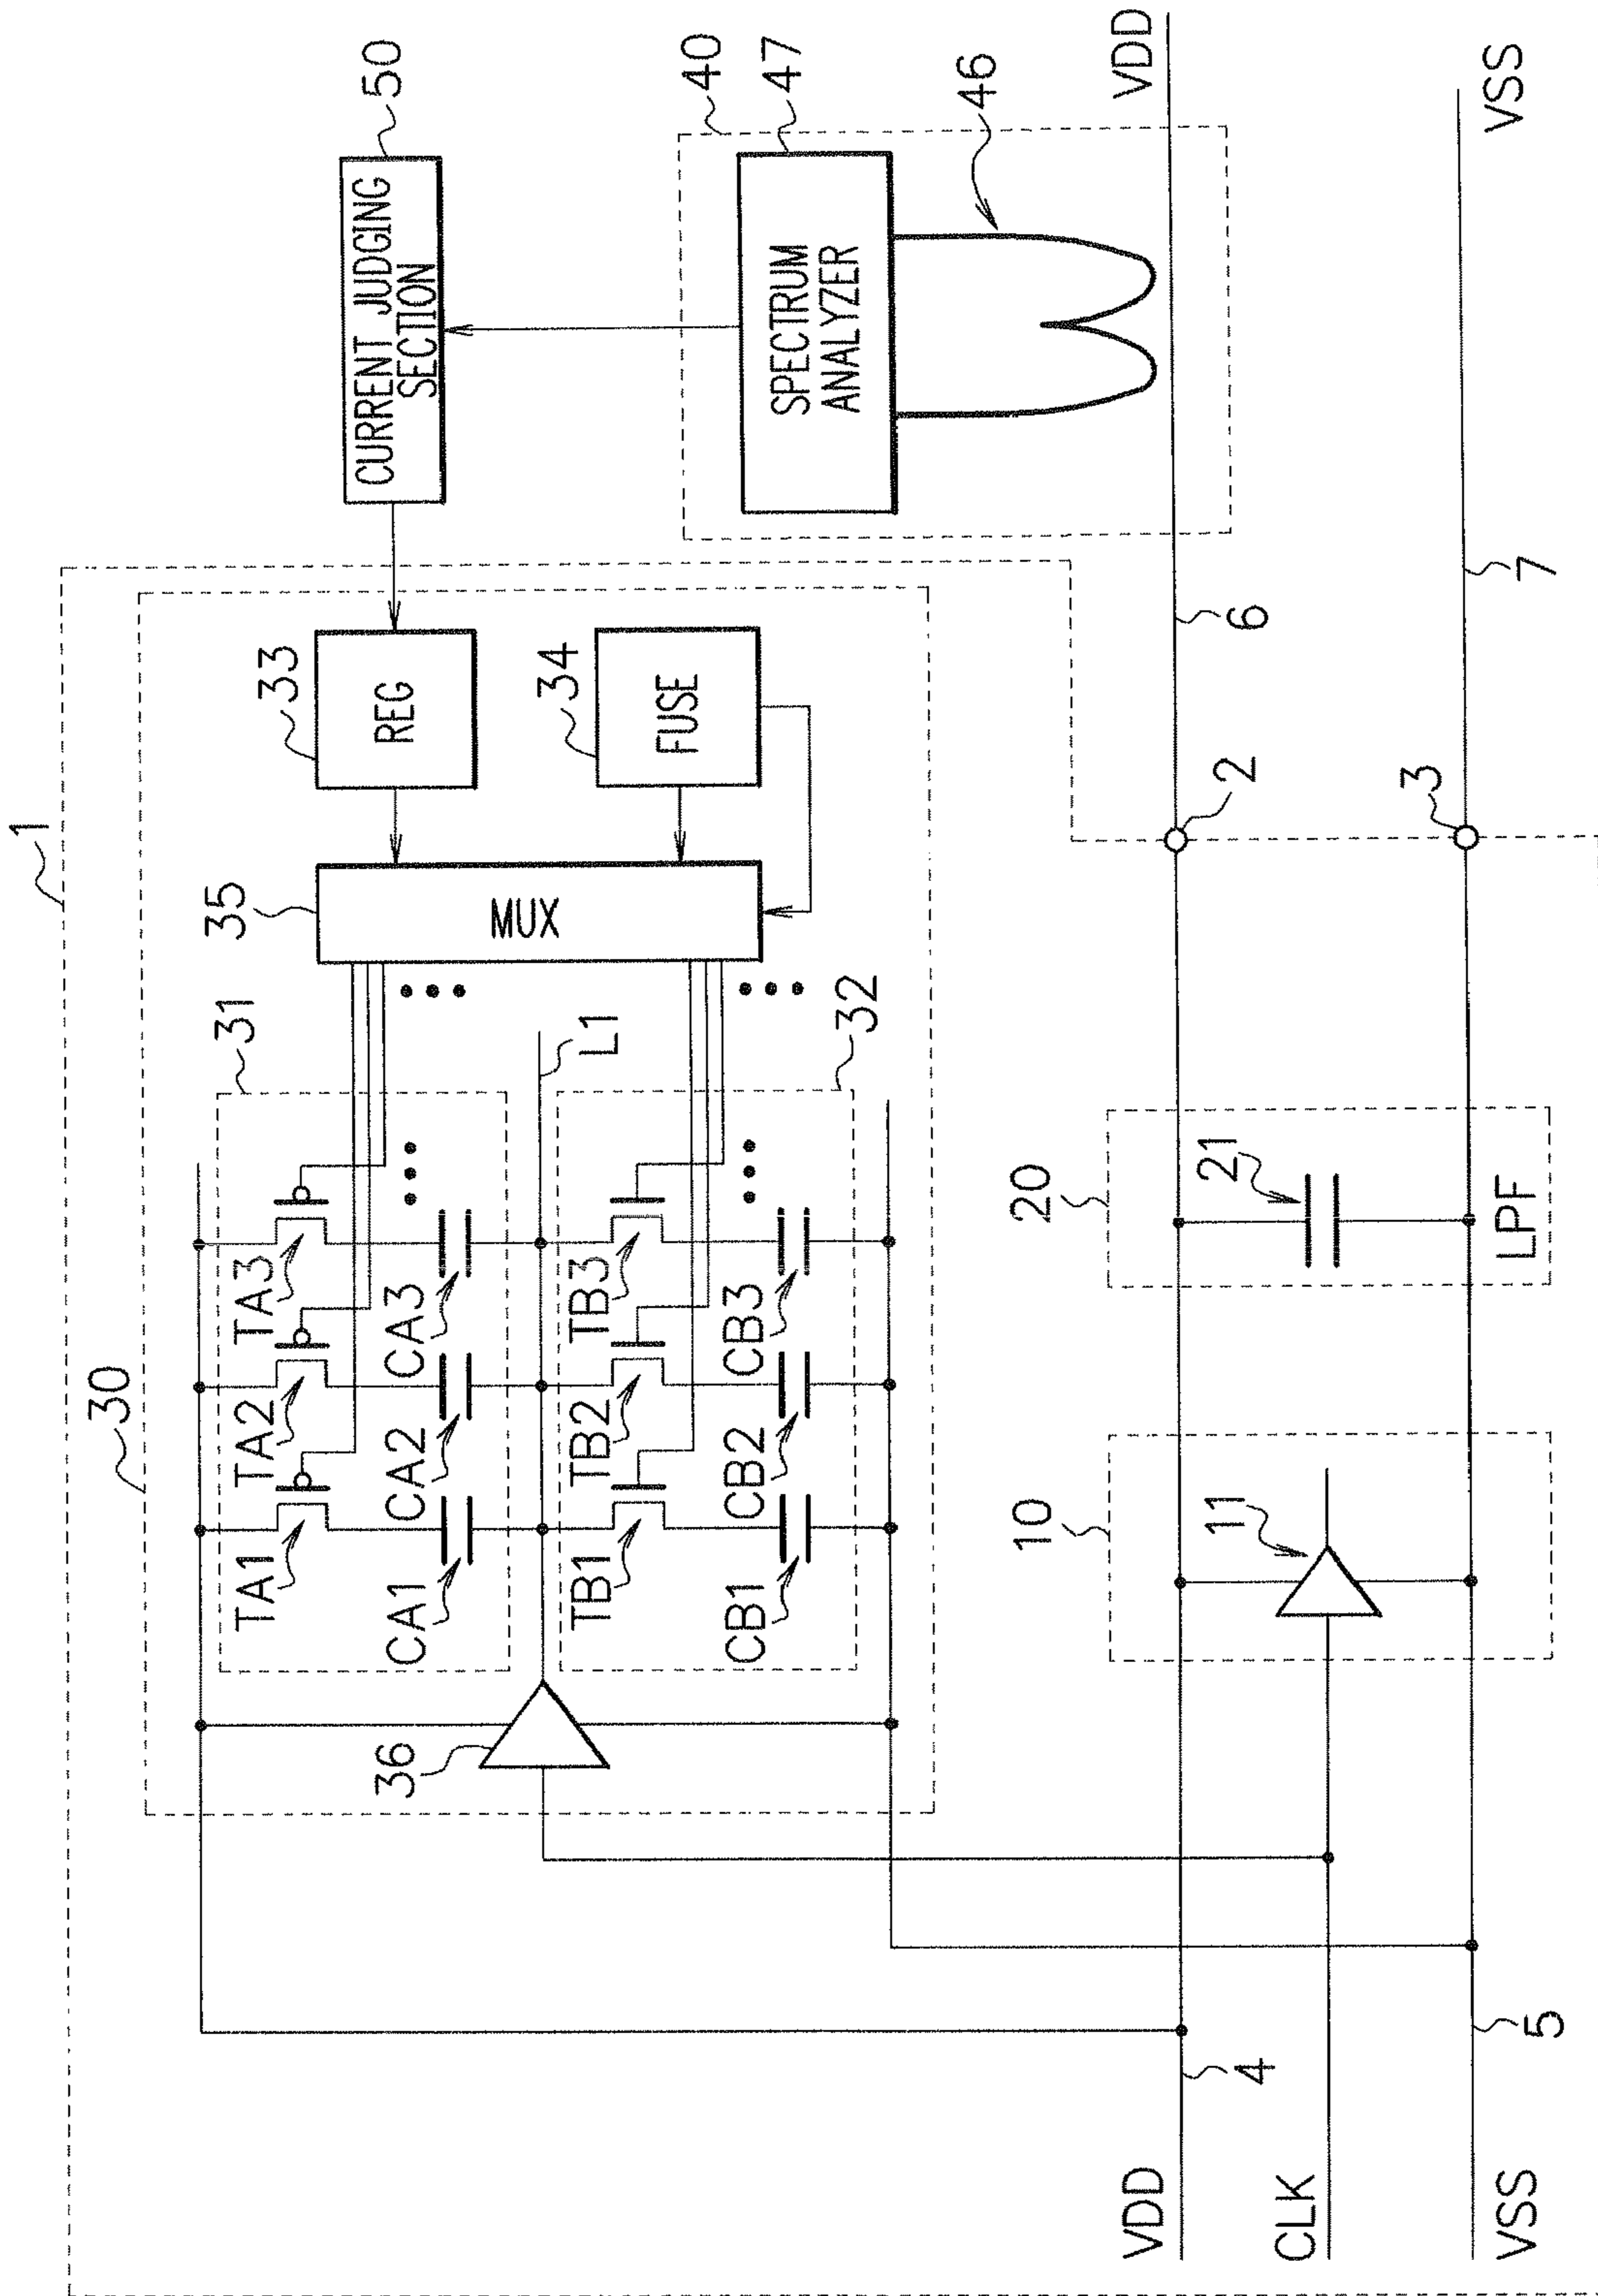 1
30
31
TA1
TA2
TA3
CA1
CA2
CA3
36
L1
TB1
TB2
TB3
CB1
CB2
CB3
32
35
MUX
33
REG
34
FUSE
50
CURRENT JUDGING
SECTION
40
47
SPECTRUM
ANALYZER
46
10
11
20
21
LPF
2
3
VDD
4
6
VDD
CLK
VSS
5
7
VSS